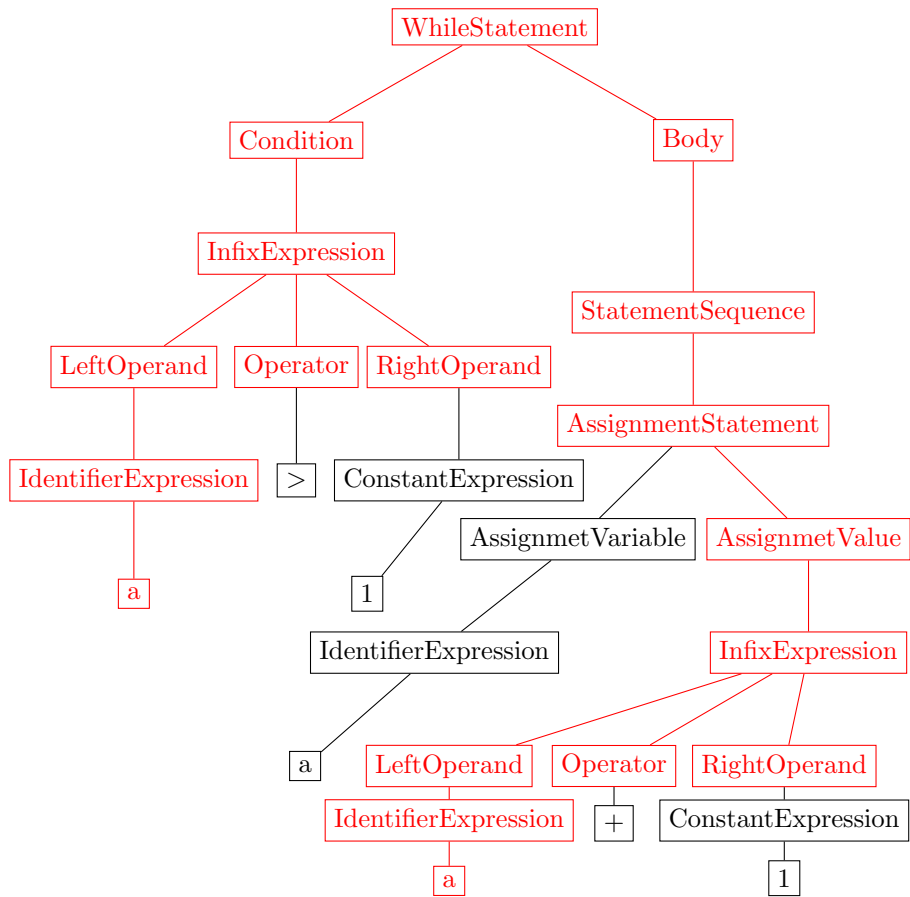 WhileStatement
Condition
Body
InfixExpression
StatementSequence
LeftOperand
Operator
RightOperand
AssignmentStatement
IdentifierExpression
>
ConstantExpression
AssignmetVariable
AssignmetValue
a
1
IdentifierExpression
InfixExpression
a
LeftOperand
Operator
RightOperand
IdentifierExpression
+
ConstantExpression
a
1